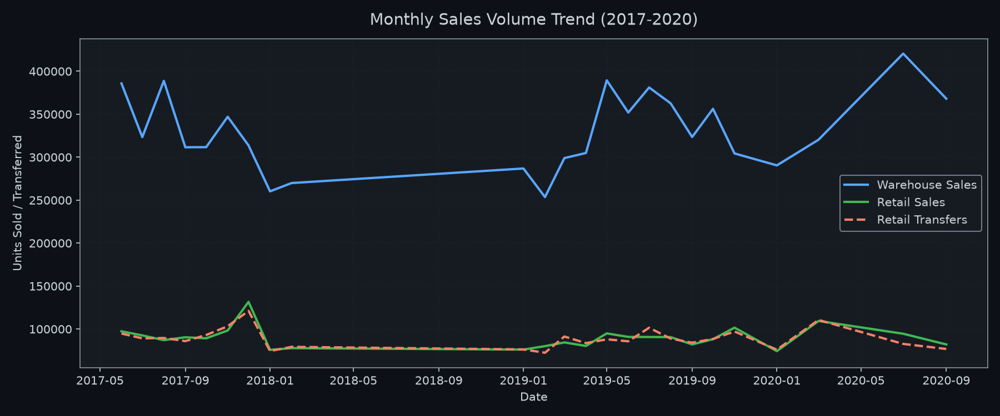 Monthly Sales Volume Trend (2017-2020)
Units Sold / Transferred
400000
350000
300000
250000
200000
150000
100000
Warehouse Sales
Retail Sales
Retail Transfers
2017-05 2017-09 2018-01 2018-05 2018-09 2019-01 2019-05 2019-09 2020-01 2020-05 2020-09
Date